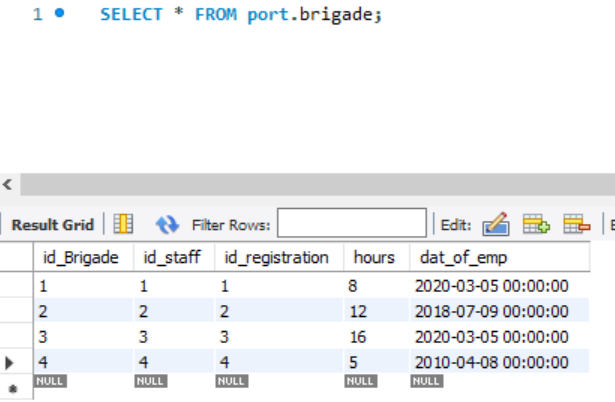 1 SELECT * FROM port.brigade;
Result Grid Filter Rows: Edit:
id_Brigade id_staff id_registration hours dat_of_emp
1 1 1 8 2020-03-05 00:00:00
2 2 2 12 2018-07-09 00:00:00
3 3 3 16 2020-03-05 00:00:00
4 4 4 5 2010-04-08 00:00:00
NULL NULL NULL NULL NULL